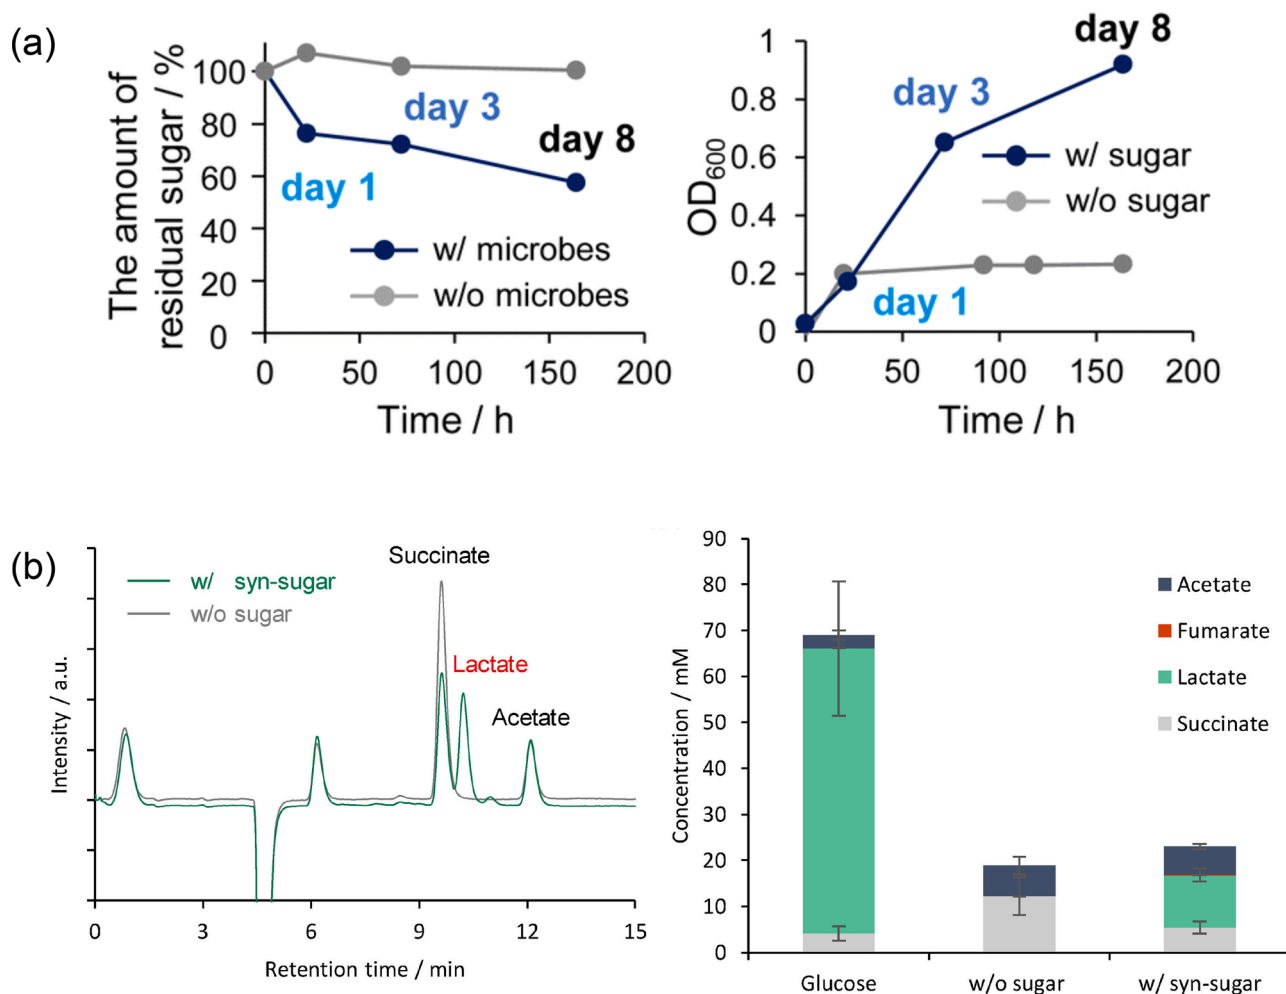 (a)
The amount of
residual sugar / %
100
80
60
40
20
0
0 50 100 150 200
Time / h
day 1
day 3
day 8
w/ microbes
w/o microbes
OD600
1
0.8
0.6
0.4
0.2
0
0 50 100 150 200
Time / h
day 1
day 3
day 8
w/ sugar
w/o sugar
(b)
w/ syn-sugar
w/o sugar
Succinate
Lactate
Acetate
Intensity / a.u.
0 3 6 9 12 15
Retention time / min
Concentration / mM
90
80
70
60
50
40
30
20
10
0
Acetate
Fumarate
Lactate
Succinate
Glucose w/o sugar w/ syn-sugar